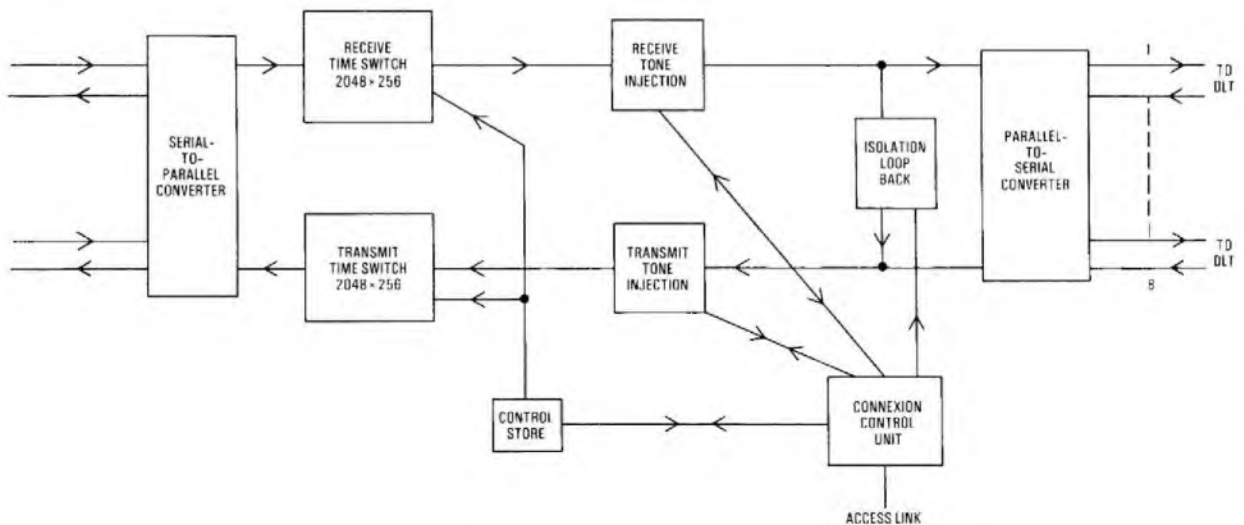 SERIAL-
TO-
PARALLEL
CONVERTER
RECEIVE
TIME SWITCH
2048 × 256
RECEIVE
TONE
INJECTION
ISOLATION
LOOP
BACK
PARALLEL-
TO-
SERIAL
CONVERTER
TO
DLT
TRANSMIT
TIME SWITCH
2048 × 256
TRANSMIT
TONE
INJECTION
TO
DLT
8
CONTROL
STORE
CONNEXION
CONTROL
UNIT
ACCESS LINK